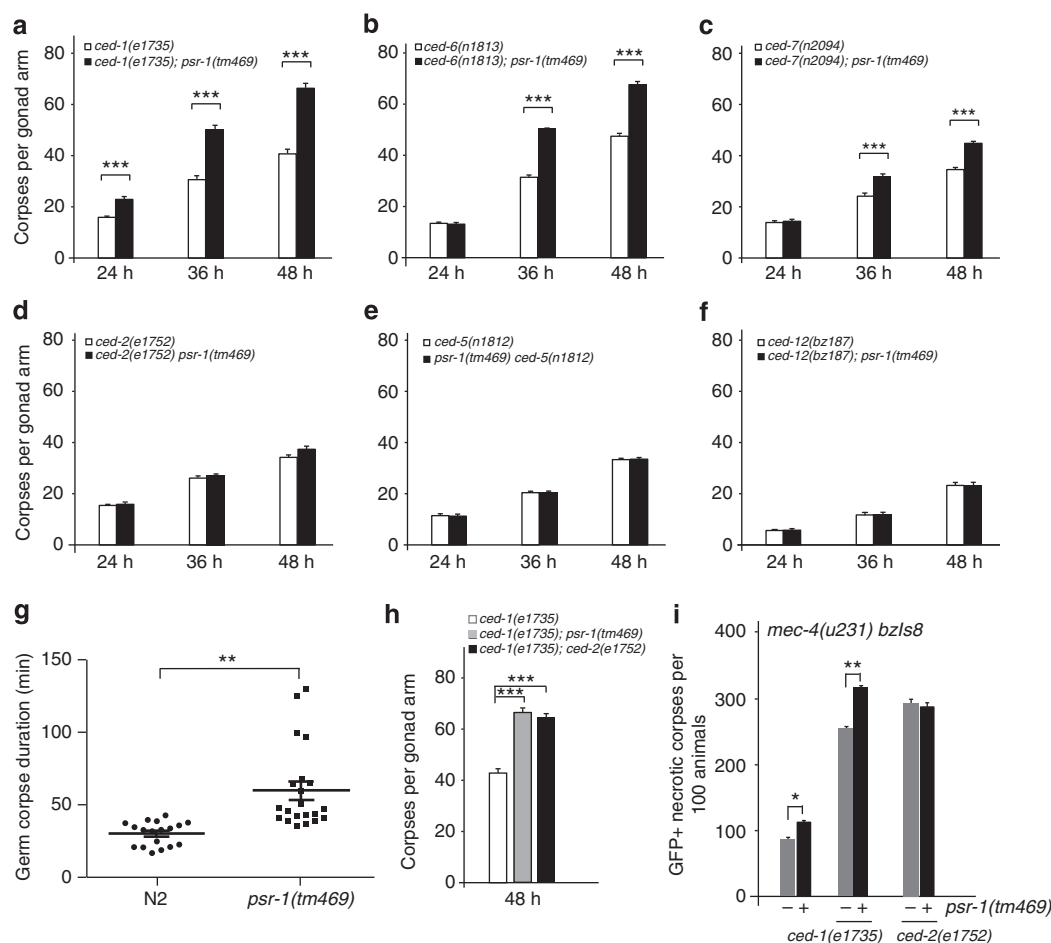 a
ced-1(e1735)
ced-1(e1735); psr-1(tm469)
Corpses per gonad arm
80
60
40
20
0
***
***
***
24 h 36 h 48 h
b
ced-6(n1813)
ced-6(n1813); psr-1(tm469)
80
60
40
20
0
***
***
24 h 36 h 48 h
c
ced-7(n2094)
ced-7(n2094); psr-1(tm469)
80
60
40
20
0
***
***
24 h 36 h 48 h
d
ced-2(e1752)
ced-2(e1752) psr-1(tm469)
Corpses per gonad arm
80
60
40
20
0
24 h 36 h 48 h
e
ced-5(n1812)
psr-1(tm469) ced-5(n1812)
80
60
40
20
0
24 h 36 h 48 h
f
ced-12(bz187)
ced-12(bz187); psr-1(tm469)
80
60
40
20
0
24 h 36 h 48 h
g
Germ corpse duration (min)
150
100
50
0
**
N2 psr-1(tm469)
h
ced-1(e1735)
ced-1(e1735); psr-1(tm469)
ced-1(e1735); ced-2(e1752)
Corpses per gonad arm
80
60
40
20
0
***
***
48 h
i
mec-4(u231) bzIs8
GFP+ necrotic corpses per
100 animals
400
300
200
100
0
*
**
− + − + − + psr-1(tm469)
ced-1(e1735) ced-2(e1752)